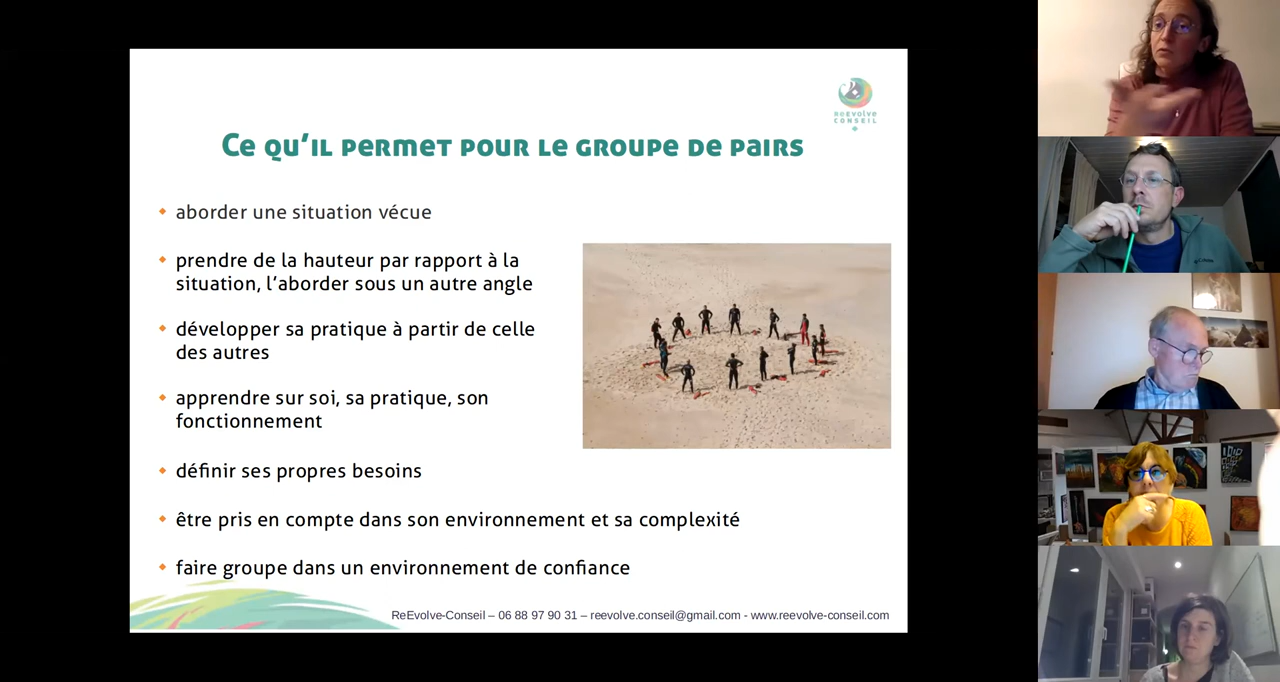 ReEvolve
CONSEIL
Ce qu'il permet pour le groupe de pairs
aborder une situation vécue
prendre de la hauteur par rapport à la
situation, l'aborder sous un autre angle
développer sa pratique à partir de celle
des autres
apprendre sur soi, sa pratique, son
fonctionnement
définir ses propres besoins
être pris en compte dans son environnement et sa complexité
faire groupe dans un environnement de confiance
ReEvolve-Conseil – 06 88 97 90 31 – reevolve.conseil@gmail.com - www.reevolve-conseil.com